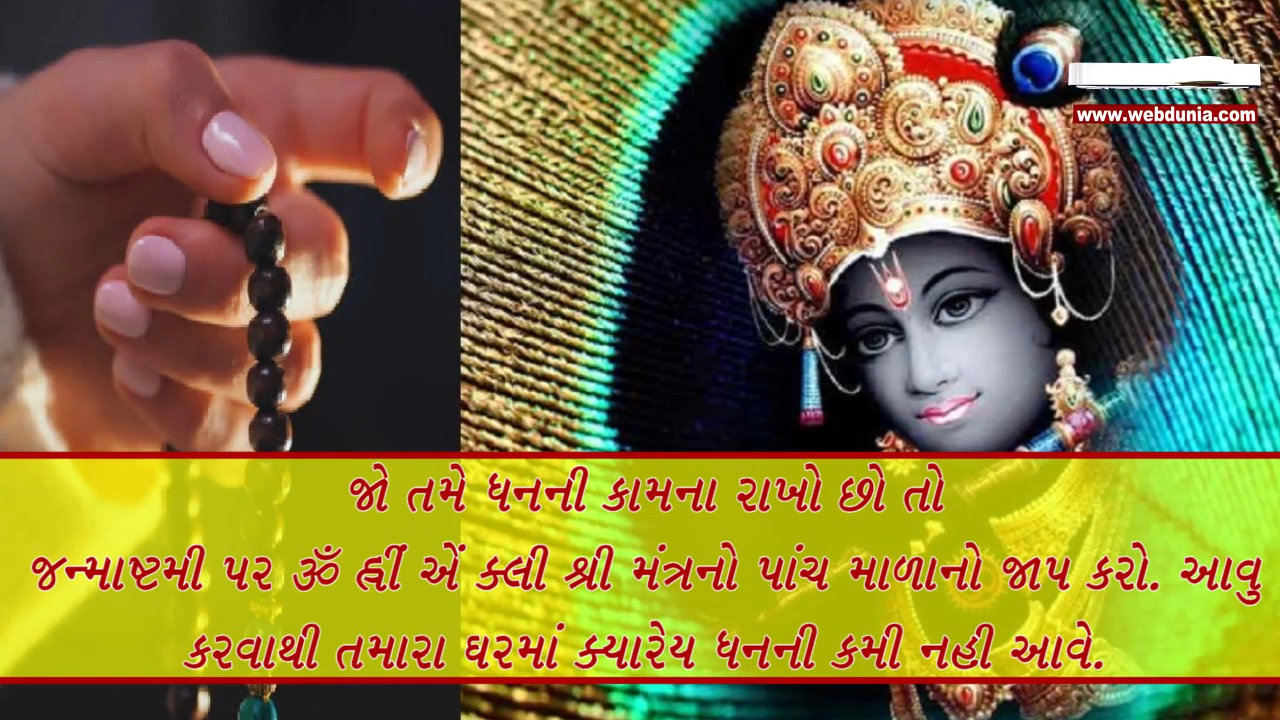 www.webdunia.com
જો તમે ધનની કામના રાખો છો તો
જન્માષ્ટમી પર ૐ હ્રીં એં ક્લી શ્રી મંત્રનો પાંચ માળાનો જાપ કરો. આવુ
કરવાથી તમારા ઘરમાં ક્યારેય ધનની કમી નહી આવે.